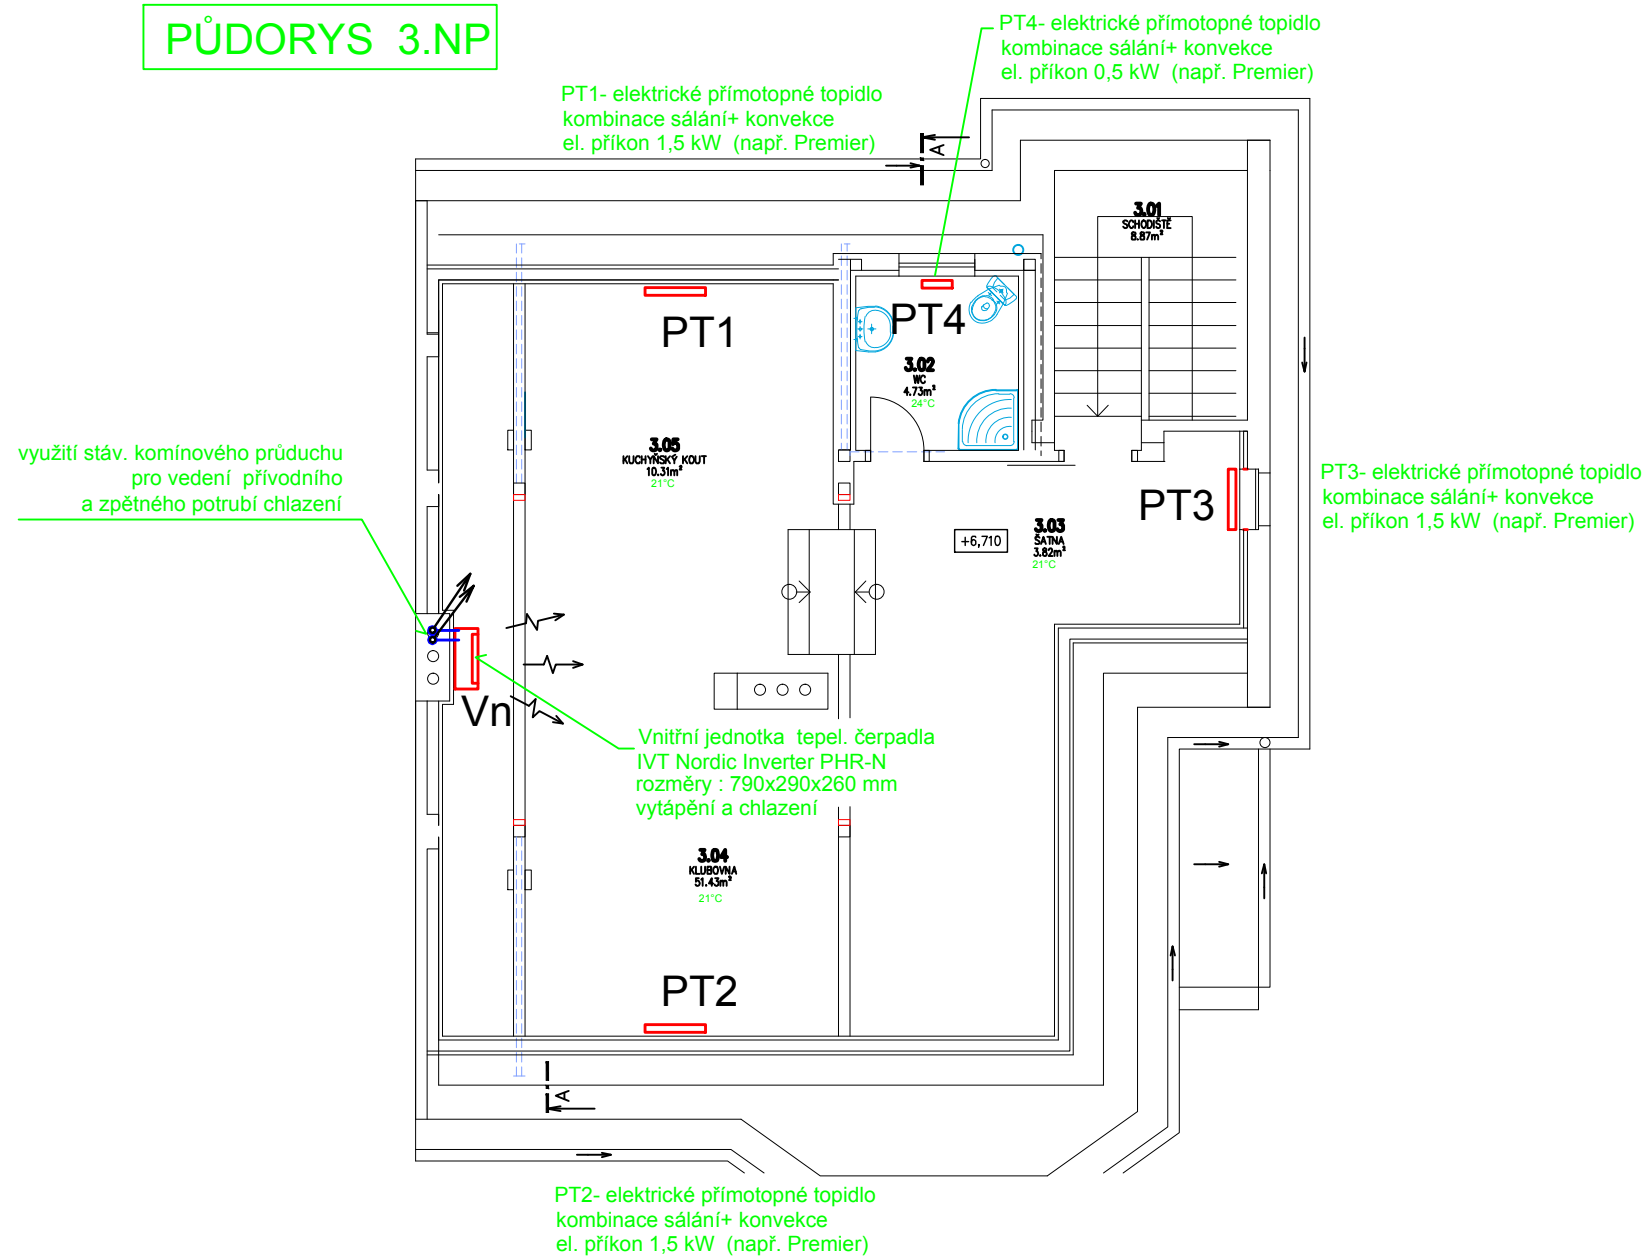 PŮDORYS 3.NP
PT4- elektrické přímotopné topidlo
kombinace sálání+ konvekce
el. příkon 0,5 kW (např. Premier)
PT1- elektrické přímotopné topidlo
kombinace sálání+ konvekce
el. příkon 1,5 kW (např. Premier)
A
3.01
SCHODIŠTĚ
8.87m²
PT1
PT4
3.02
WC
4.73m²
24°C
využití stáv. komínového průduchu
pro vedení přívodního
a zpětného potrubí chlazení
3.05
KUCHYŇSKÝ KOUT
10.31m²
21°C
PT3
PT3- elektrické přímotopné topidlo
kombinace sálání+ konvekce
el. příkon 1,5 kW (např. Premier)
+6,710
3.03
ŠATNA
3.82m²
21°C
Vn
Vnitřní jednotka tepel. čerpadla
IVT Nordic Inverter PHR-N
rozměry : 790x290x260 mm
vytápění a chlazení
3.04
KLUBOVNA
51.43m²
21°C
PT2
A
PT2- elektrické přímotopné topidlo
kombinace sálání+ konvekce
el. příkon 1,5 kW (např. Premier)